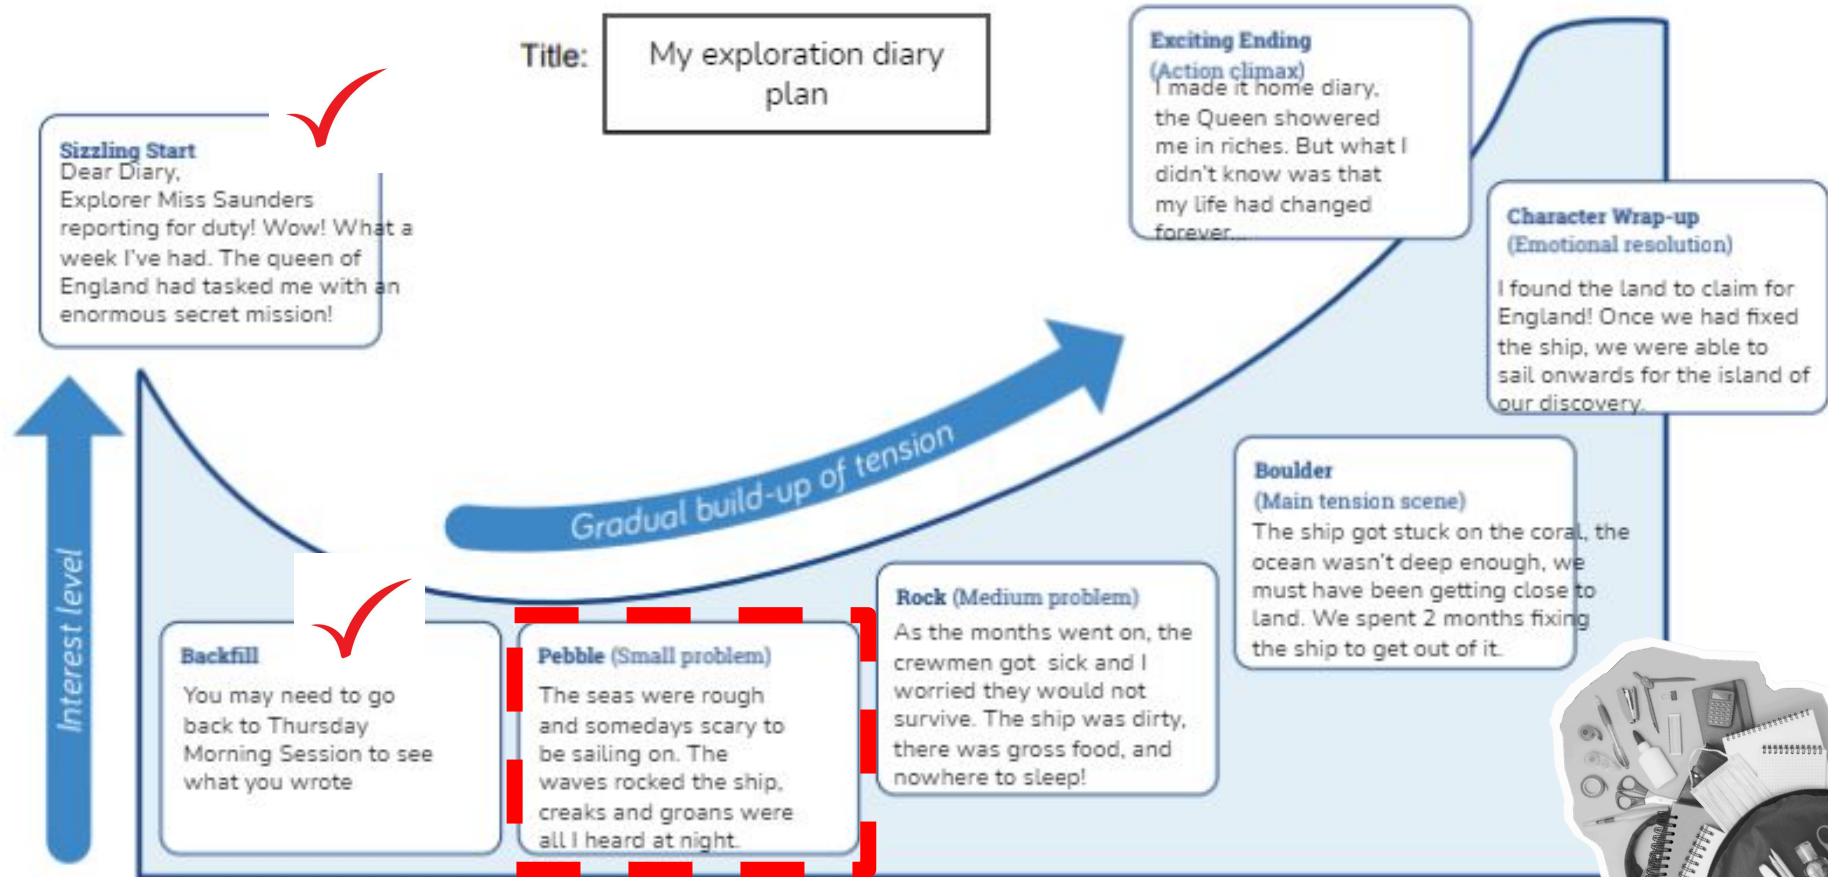 Title:
My exploration diary
plan
Sizzling Start
Dear Diary,
Explorer Miss Saunders
reporting for duty! Wow! What a
week I've had. The queen of
England had tasked me with an
enormous secret mission!
Interest level
Backfill
You may need to go
back to Thursday
Morning Session to see
what you wrote
Pebble (Small problem)
The seas were rough
and somedays scary to
be sailing on. The
waves rocked the ship,
creaks and groans were
all I heard at night.
Gradual build-up of tension
Rock (Medium problem)
As the months went on, the
crewmen got sick and I
worried they would not
survive. The ship was dirty,
there was gross food, and
nowhere to sleep!
Boulder
(Main tension scene)
The ship got stuck on the coral, the
ocean wasn't deep enough, we
must have been getting close to
land. We spent 2 months fixing
the ship to get out of it.
Exciting Ending
(Action climax)
I made it home diary,
the Queen showered
me in riches. But what I
didn't know was that
my life had changed
forever...
Character Wrap-up
(Emotional resolution)
I found the land to claim for
England! Once we had fixed
the ship, we were able to
sail onwards for the island of
our discovery.